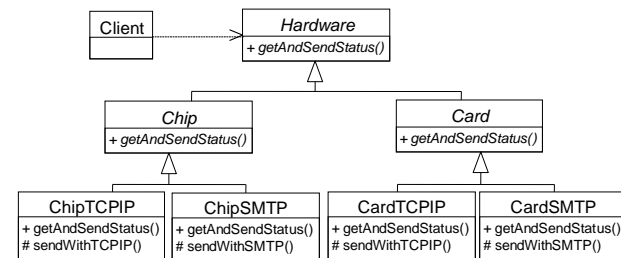 Client
Hardware
+ getAndSendStatus()
Chip
+ getAndSendStatus()
Card
+ getAndSendStatus()
ChipTCPIP
+ getAndSendStatus()
# sendWithTCPIP()
ChipSMTP
+ getAndSendStatus()
# sendWithSMTP()
CardTCPIP
+ getAndSendStatus()
# sendWithTCPIP()
CardSMTP
+ getAndSendStatus()
# sendWithSMTP()